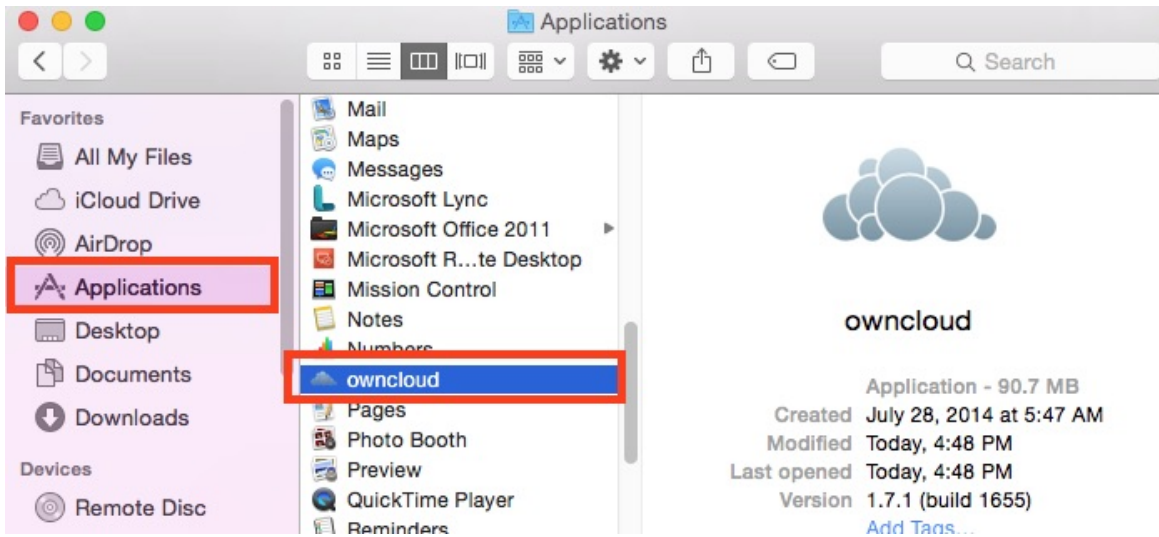 Applications
Search
Favorites
All My Files
iCloud Drive
AirDrop
Applications
Desktop
Documents
Downloads
Devices
Remote Disc
Mail
Maps
Messages
Microsoft Lync
Microsoft Office 2011
Microsoft R...te Desktop
Mission Control
Notes
Numbers
owncloud
Pages
Photo Booth
Preview
QuickTime Player
Reminders
owncloud
Application - 90.7 MB
Created July 28, 2014 at 5:47 AM
Modified Today, 4:48 PM
Last opened Today, 4:48 PM
Version 1.7.1 (build 1655)
Add Tags...